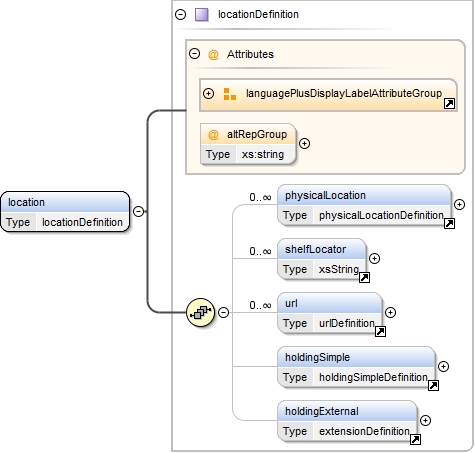 locationDefinition
@ Attributes
languagePlusDisplayLabelAttributeGroup
@ altRepGroup
Type xs:string
location
Type locationDefinition
0..∞ physicalLocation
Type physicalLocationDefinition
0..∞ shelfLocator
Type xsString
0..∞ url
Type urlDefinition
holdingSimple
Type holdingSimpleDefinition
holdingExternal
Type extensionDefinition